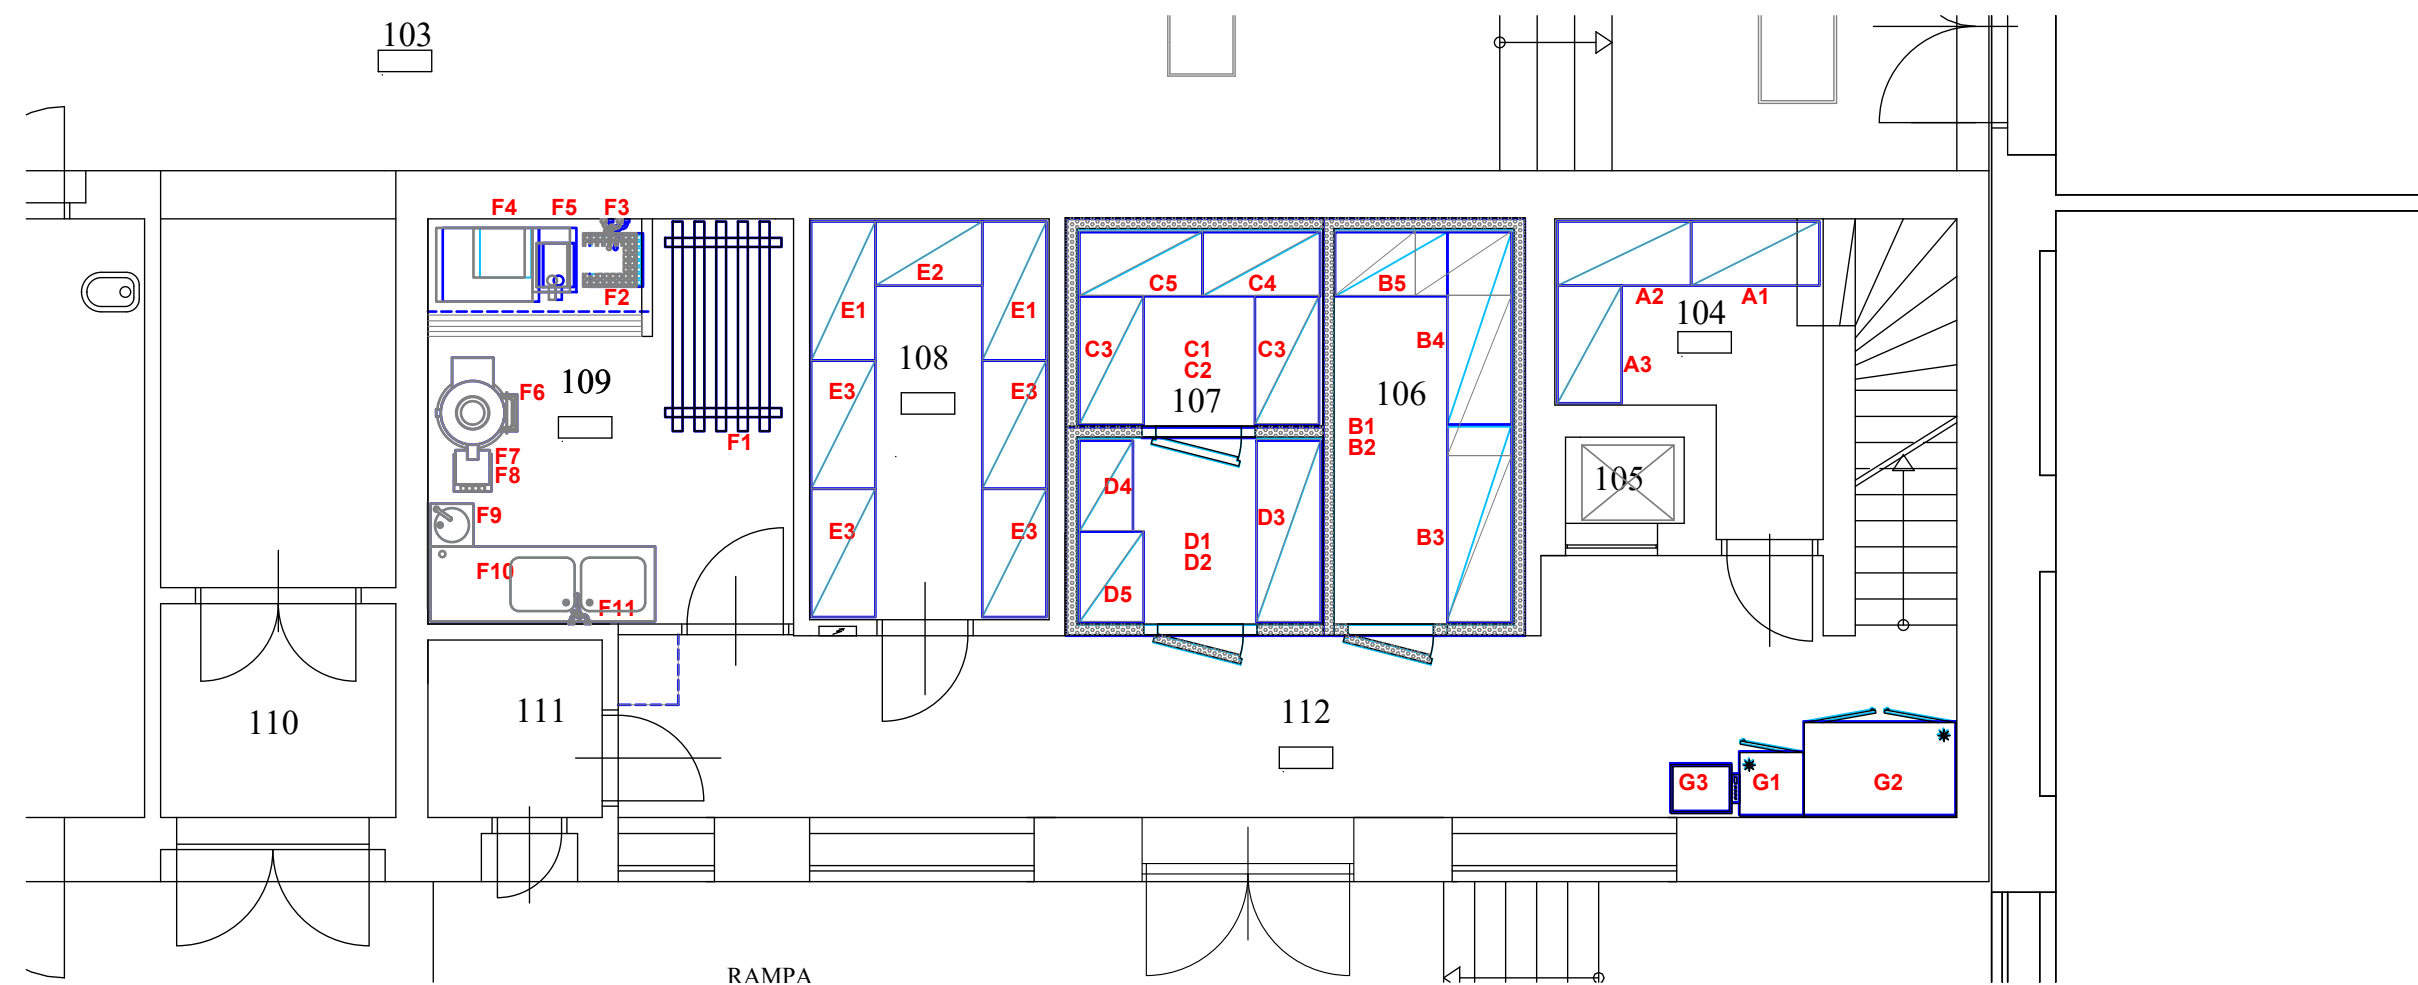 103
F4 F5 F3
F2
E2
E1 E1
C5 C4
B5
A2 A1
104
108
109
C3 C1 C3
C2
107
B4
106
A3
F6
E3 E3
F1
B1
B2
F7
F8
105
D4
F9
D3
E3 E3
D1
D2
B3
F10
D5
F11
110
111
112
G3 G1 G2
RAMPA